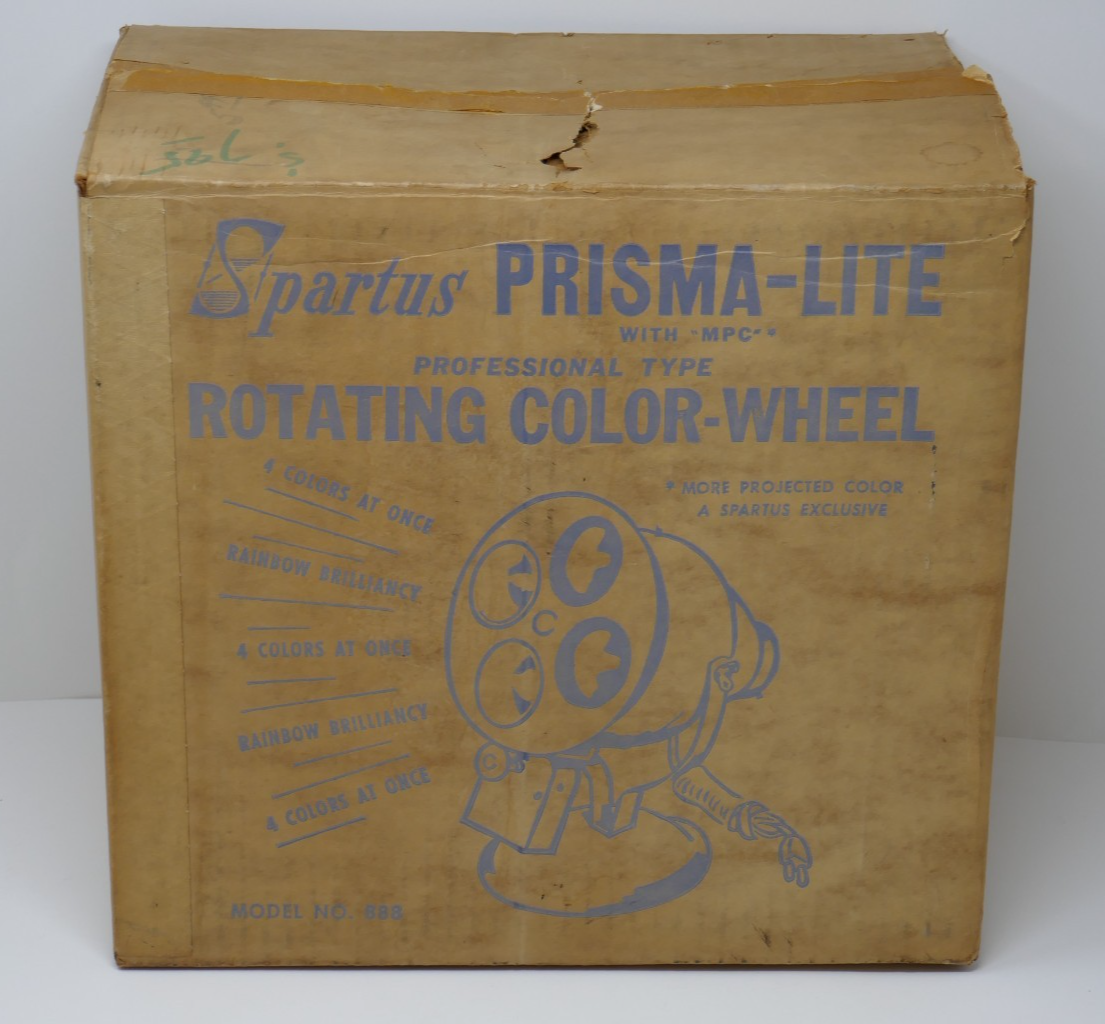 Spartus PRISMA-LITE
WITH "MPC" *
PROFESSIONAL TYPE
ROTATING COLOR-WHEEL
* MORE PROJECTED COLOR
A SPARTUS EXCLUSIVE
4 COLORS AT ONCE
RAINBOW BRILLIANCY
4 COLORS AT ONCE
RAINBOW BRILLIANCY
4 COLORS AT ONCE
C
C
MODEL NO. 883